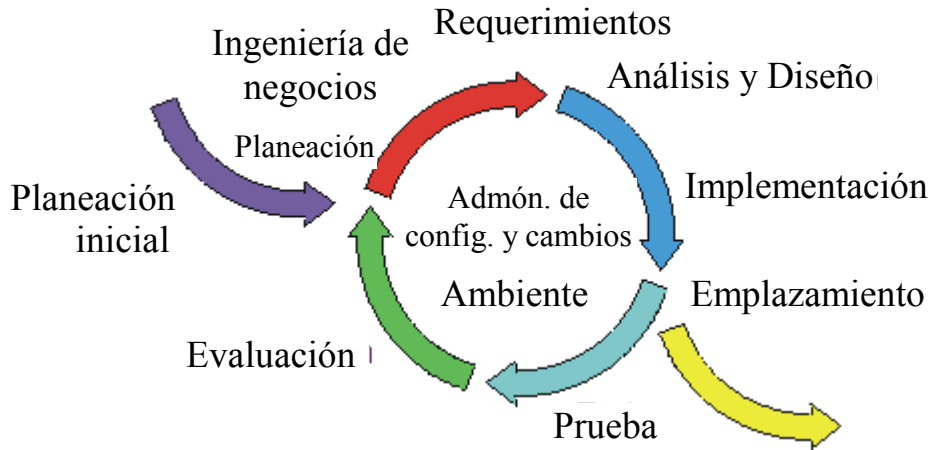 Requerimientos
Ingeniería de
negocios
Análisis y Diseño
Planeación
Planeación
inicial
Admón. de
config. y cambios
Implementación
Ambiente
Emplazamiento
Evaluación
Prueba